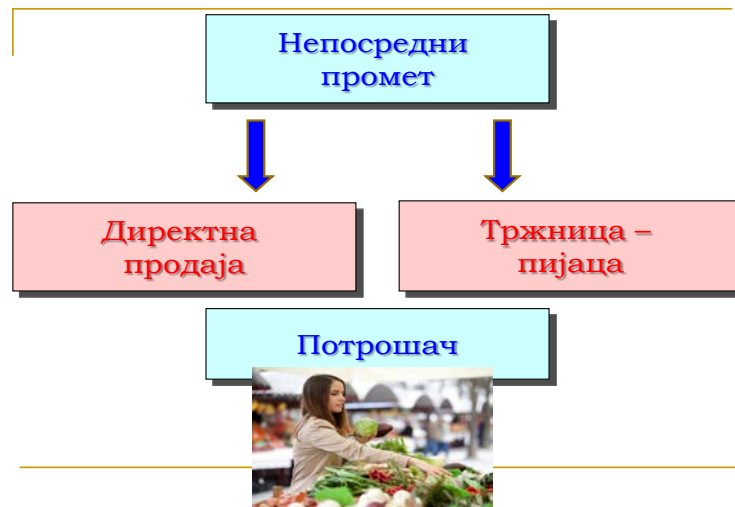 Непосредни
промет
Директна
продаја
Тржница –
пијаца
Потрошач